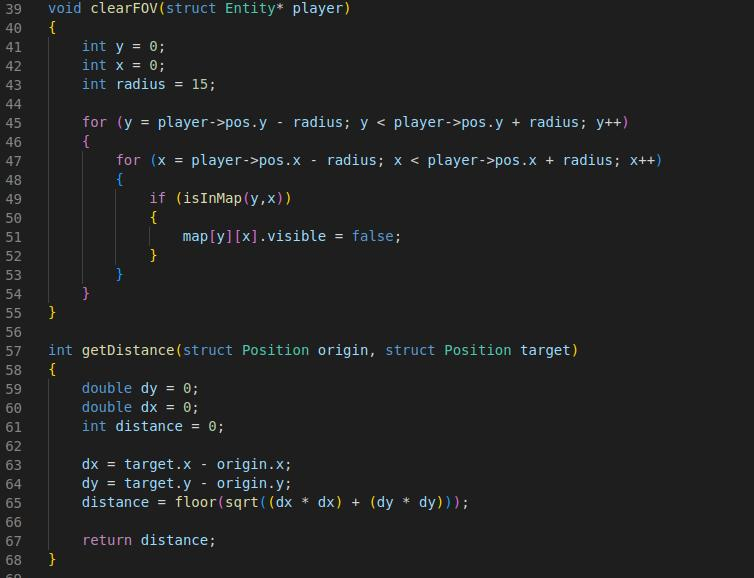 39 void clearFOV(struct Entity* player)
40 {
41     int y = 0;
42     int x = 0;
43     int radius = 15;
44
45     for (y = player->pos.y - radius; y < player->pos.y + radius; y++)
46     {
47         for (x = player->pos.x - radius; x < player->pos.x + radius; x++)
48         {
49             if (isInMap(y,x))
50             {
51                 map[y][x].visible = false;
52             }
53         }
54     }
55 }
56
57 int getDistance(struct Position origin, struct Position target)
58 {
59     double dy = 0;
60     double dx = 0;
61     int distance = 0;
62
63     dx = target.x - origin.x;
64     dy = target.y - origin.y;
65     distance = floor(sqrt((dx * dx) + (dy * dy)));
66
67     return distance;
68 }